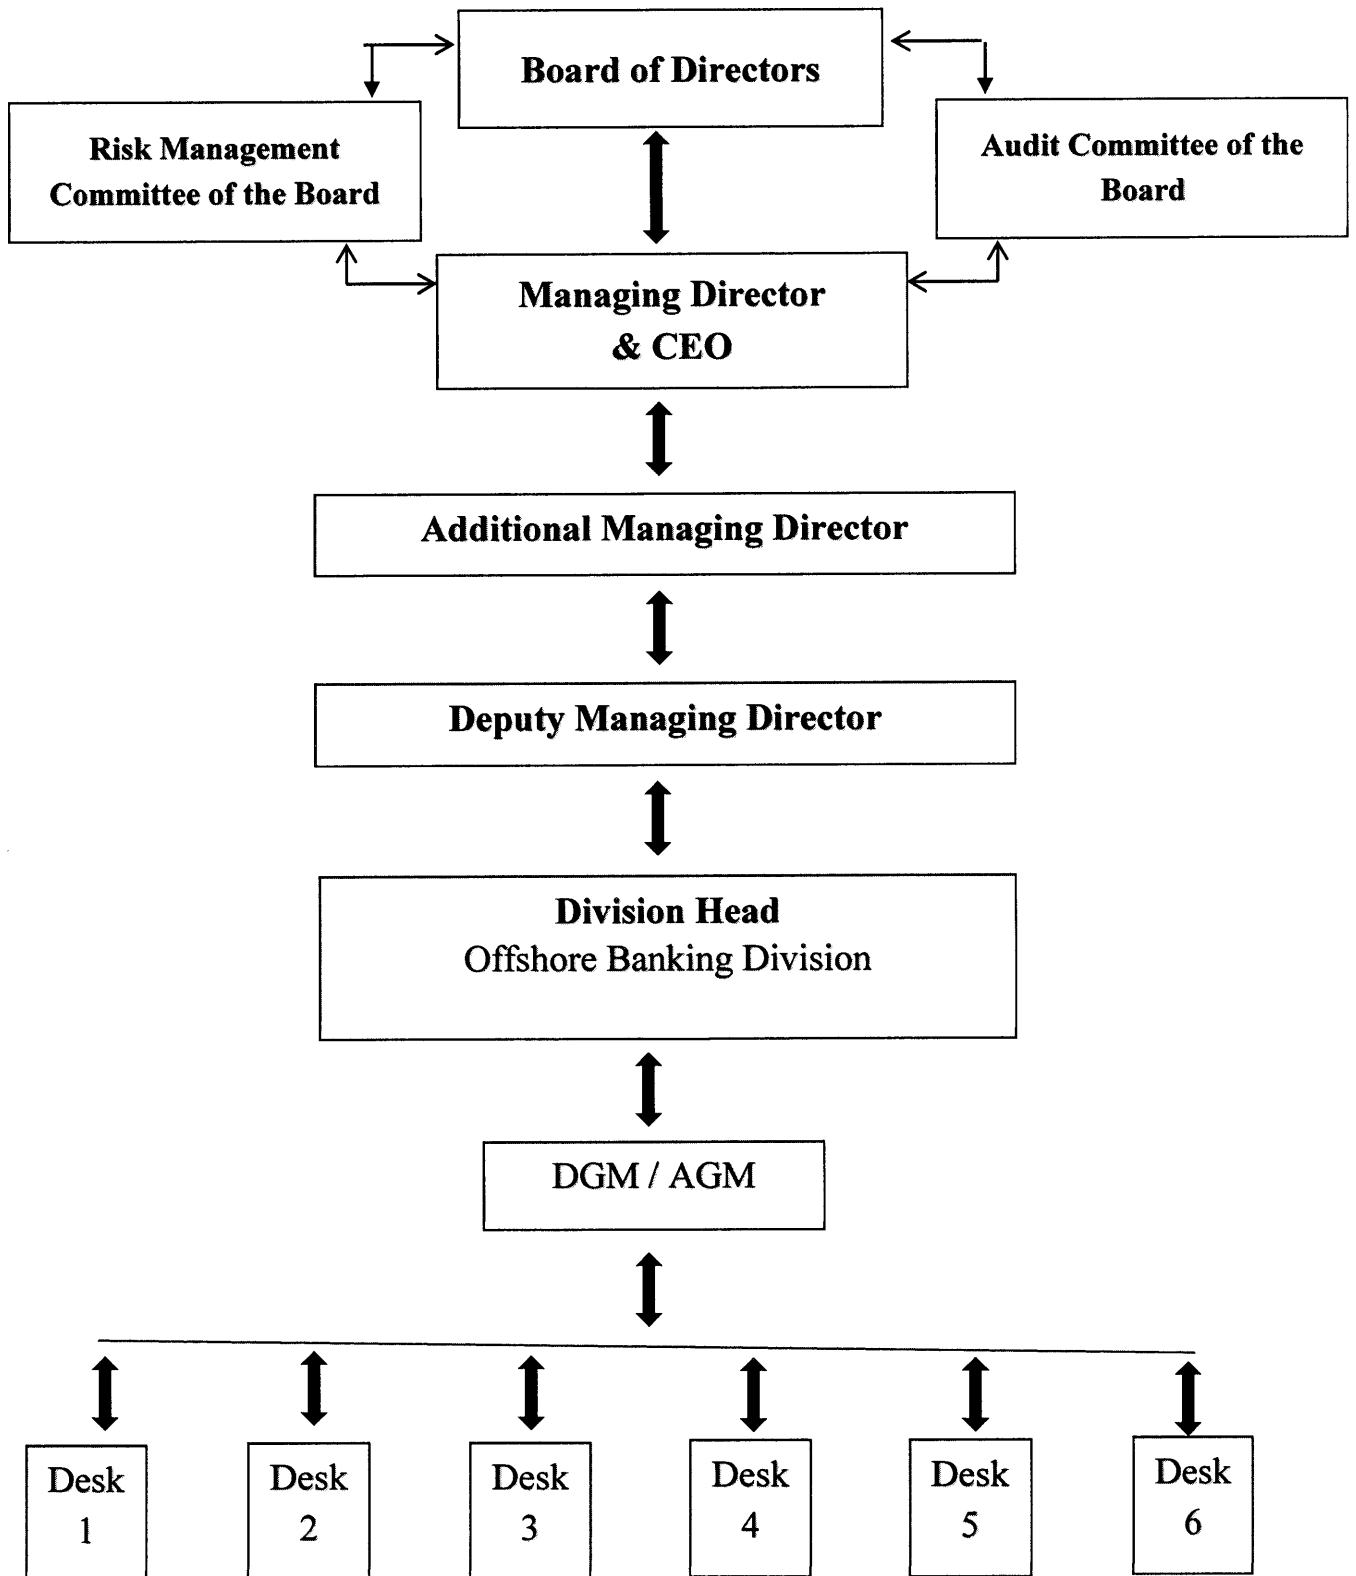 Board of Directors
Risk Management
Committee of the Board
Audit Committee of the
Board
Managing Director
& CEO
Additional Managing Director
Deputy Managing Director
Division Head
Offshore Banking Division
DGM / AGM
Desk
1
Desk
2
Desk
3
Desk
4
Desk
5
Desk
6